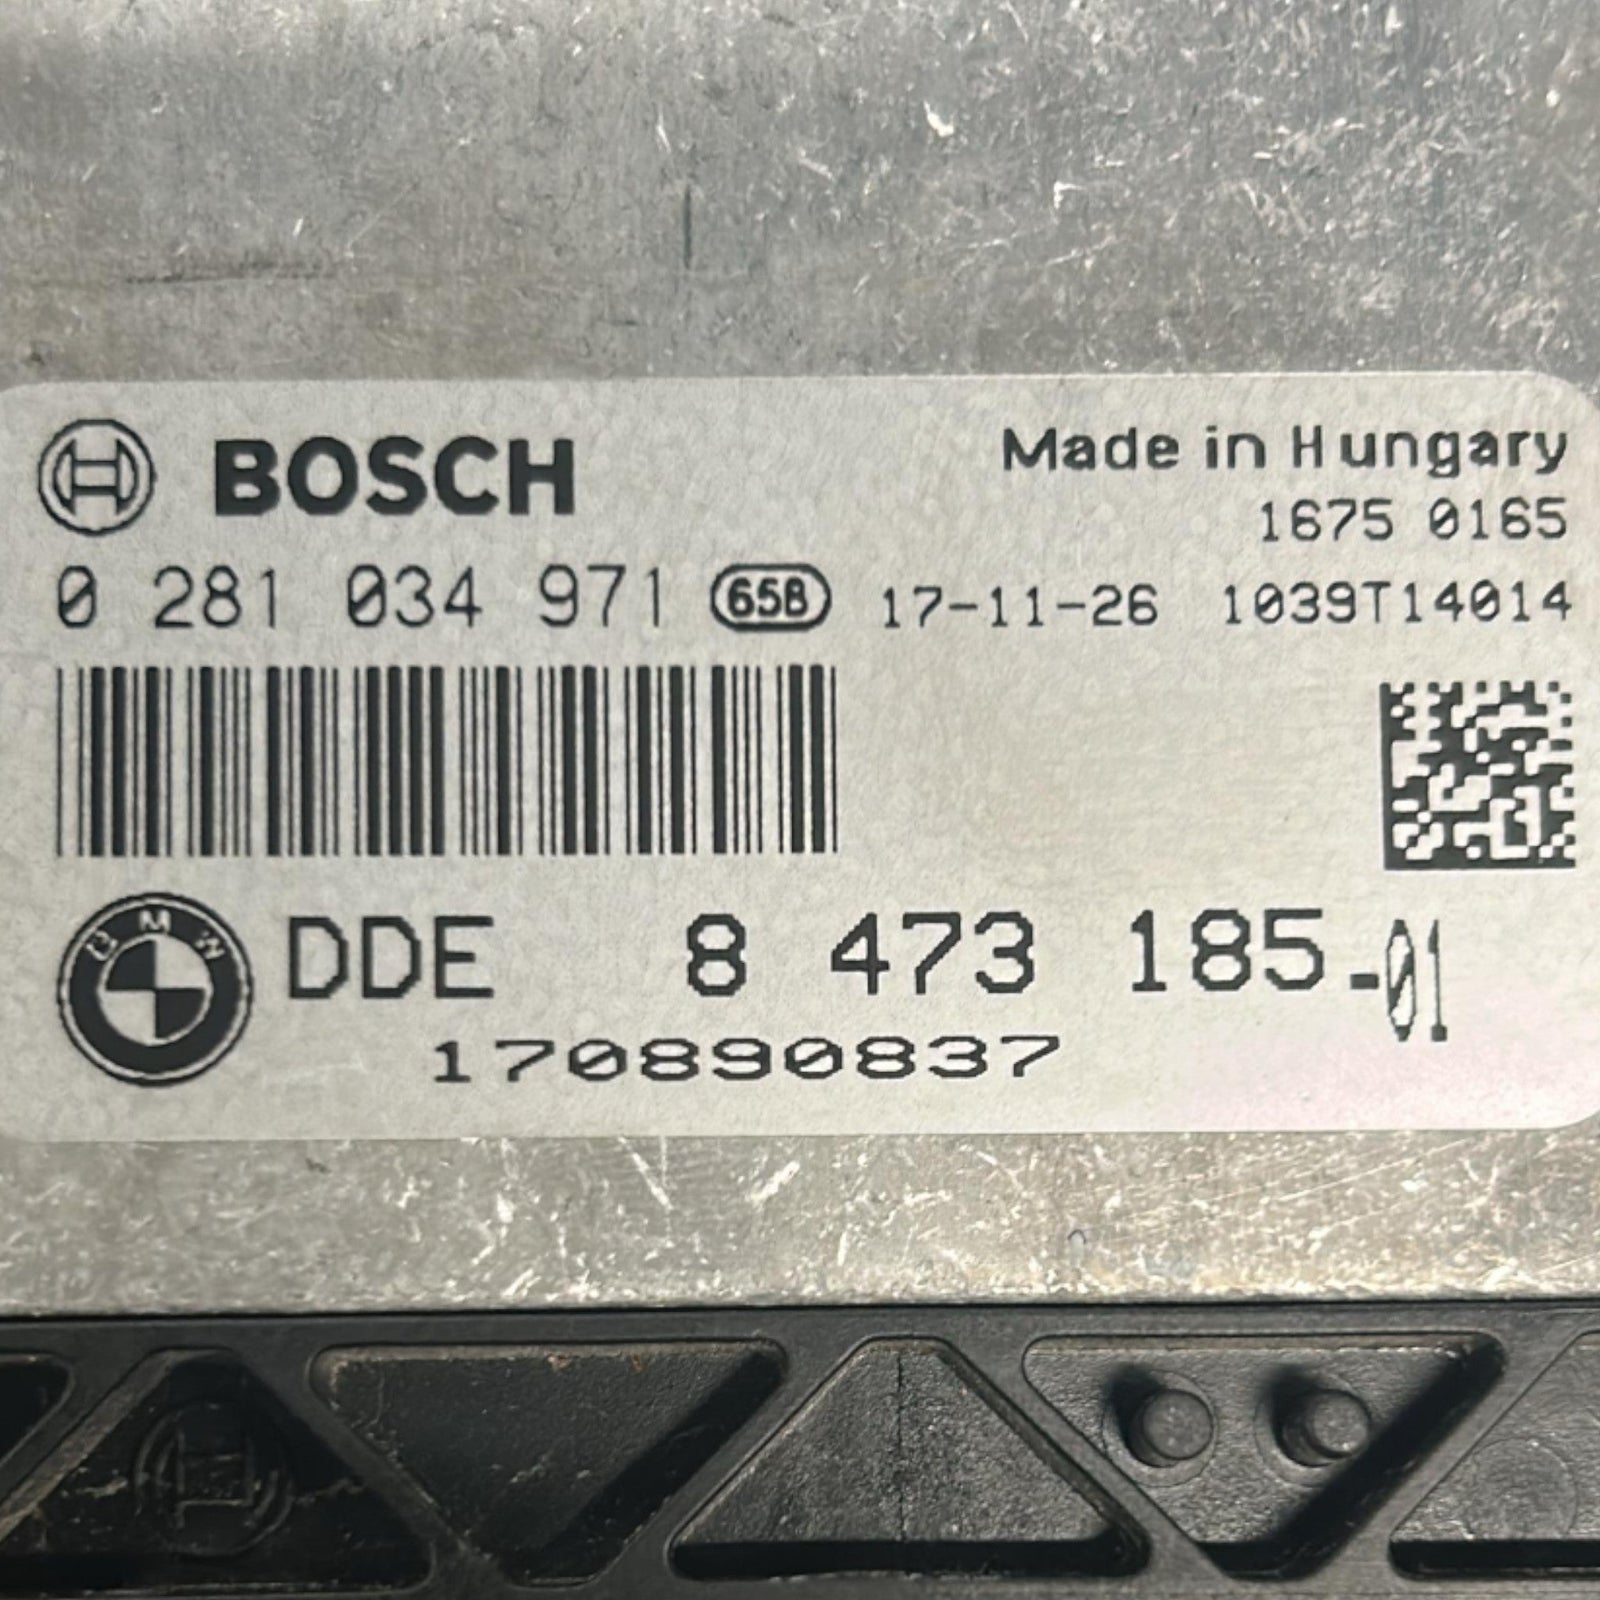 BOSCH
Made in Hungary
1675 0165
0 281 034 971 65B 17-11-26 1039T14014
BMW DDE 8 473 185-01
170890837